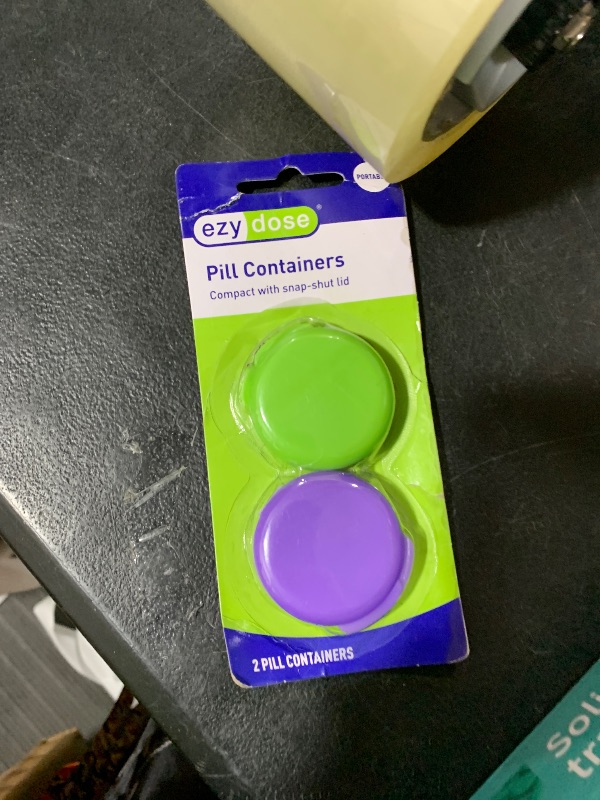 ezy dose®
Pill Containers
Compact with snap-shut lid
2 PILL CONTAINERS